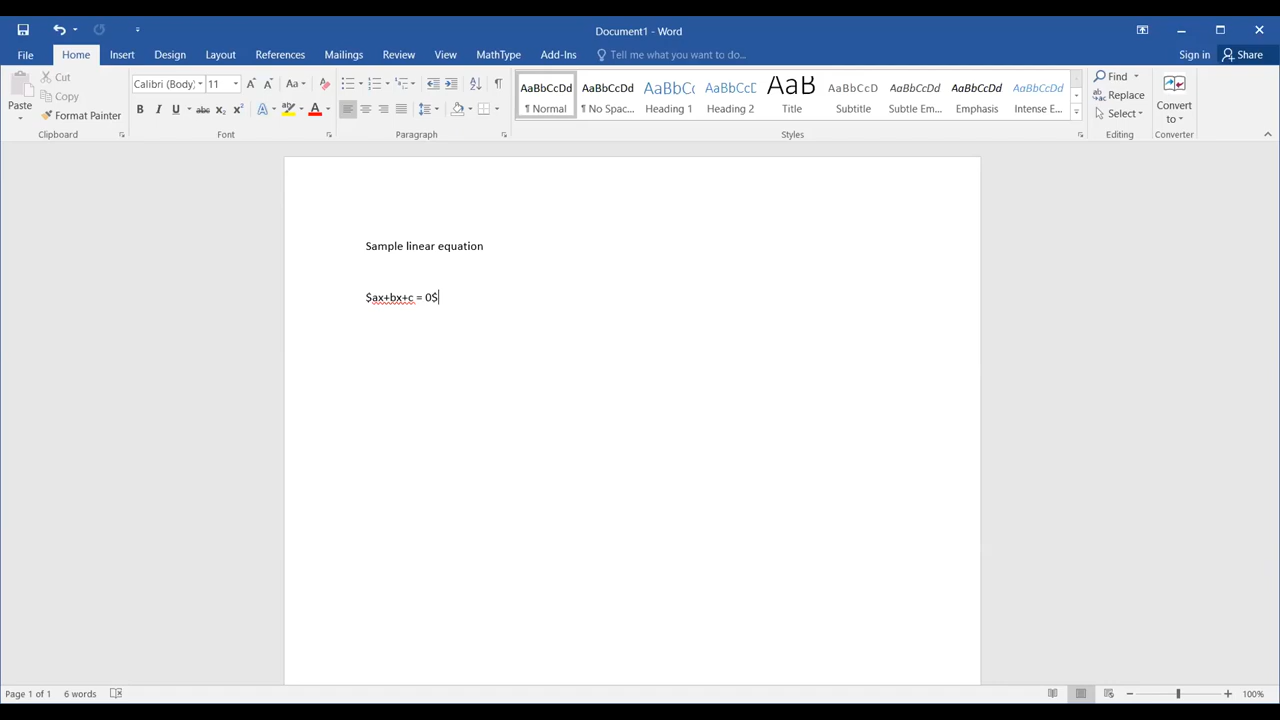 Document1 - Word
File Home Insert Design Layout References Mailings Review View MathType Add-Ins Tell me what you want to do... Sign in Share
Paste
Cut
Copy
Format Painter
Clipboard
Calibri (Body) 11
Aa
B I U abc x₂ x² A A
Font
Paragraph
AaBbCcDd AaBbCcDd AaBbCc AaBbCcD AaB AaBbCcD AaBbCcDd AaBbCcDd AaBbCcDd
¶ Normal ¶ No Spac... Heading 1 Heading 2 Title Subtitle Subtle Em... Emphasis Intense E...
Styles
Find
Replace
Select
Editing
Convert
to
Converter
Sample linear equation
$ax+bx+c = 0$
Page 1 of 1 6 words 100%